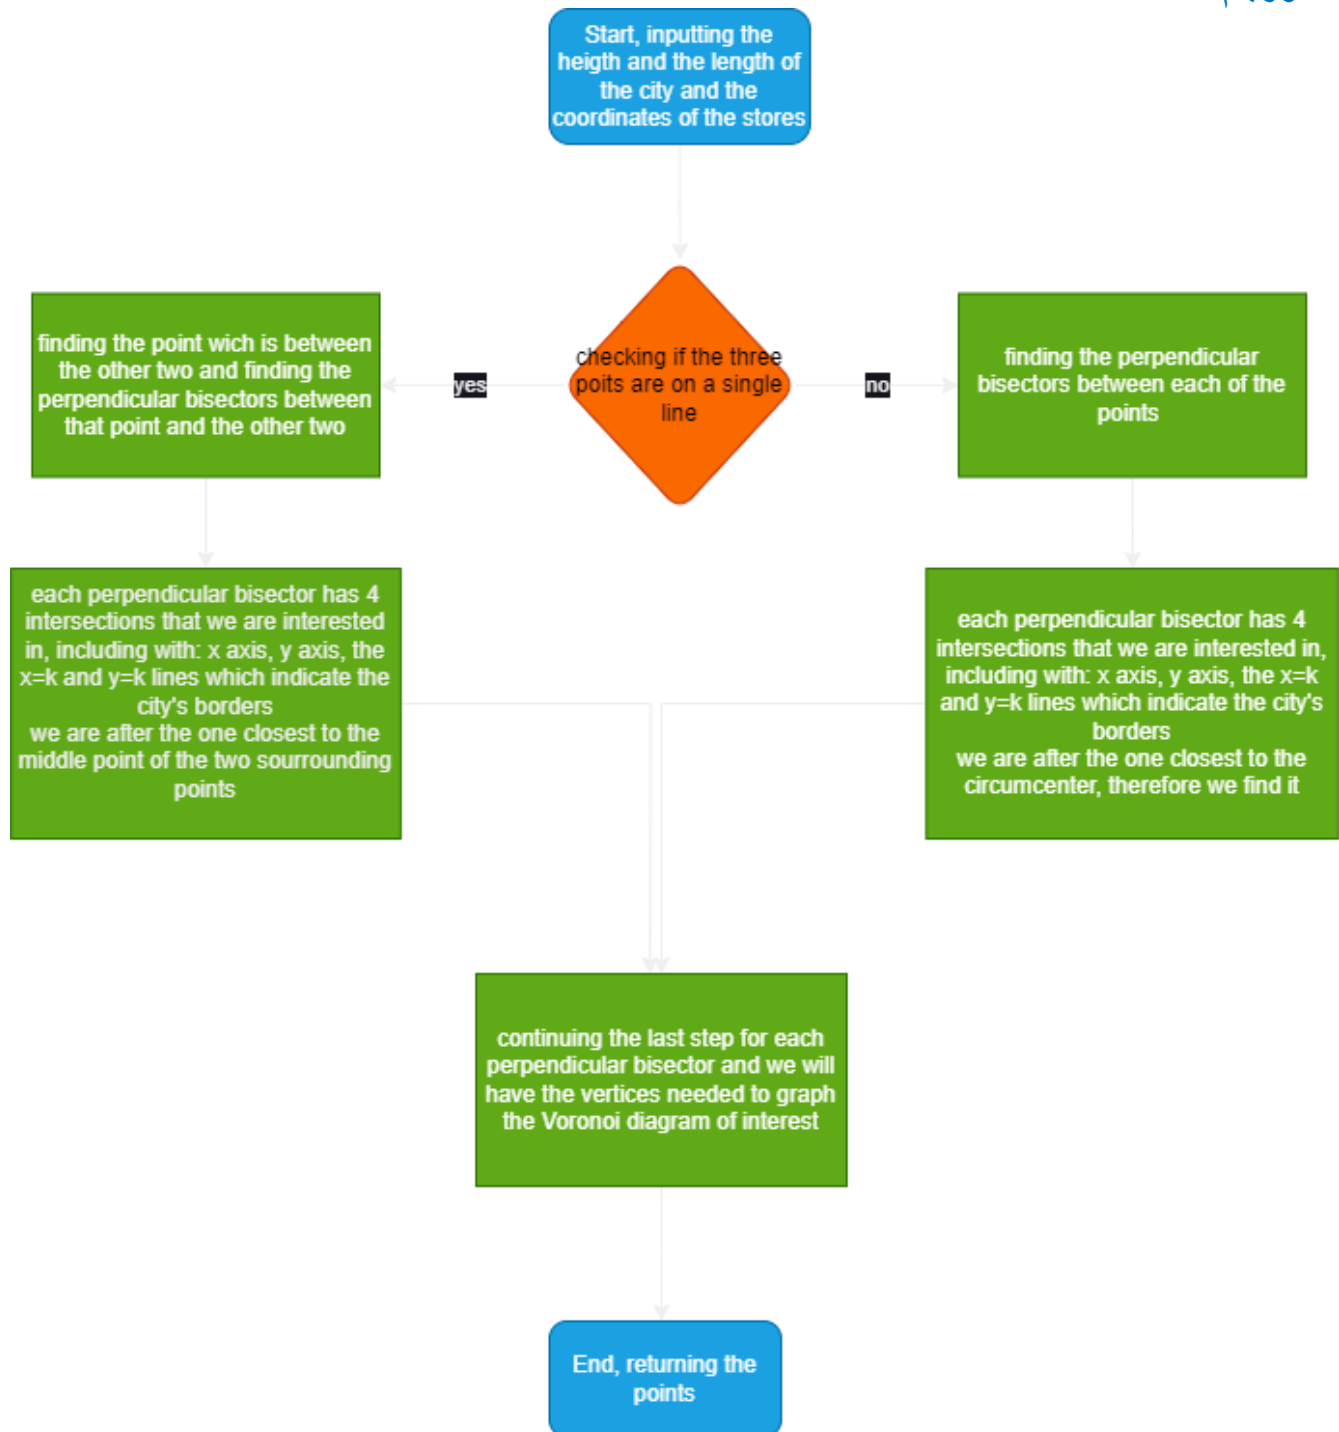 Start, inputting the
heigth and the length of
the city and the
coordinates of the stores
checking if the three
poits are on a single
line
yes
no
finding the point wich is between
the other two and finding the
perpendicular bisectors between
that point and the other two
finding the perpendicular
bisectors between each of the
points
each perpendicular bisector has 4
intersections that we are interested
in, including with: x axis, y axis, the
x=k and y=k lines which indicate the
city's borders
we are after the one closest to the
middle point of the two sourrounding
points
each perpendicular bisector has 4
intersections that we are interested in,
including with: x axis, y axis, the x=k
and y=k lines which indicate the city's
borders
we are after the one closest to the
circumcenter, therefore we find it
continuing the last step for each
perpendicular bisector and we will
have the vertices needed to graph
the Voronoi diagram of interest
End, returning the
points